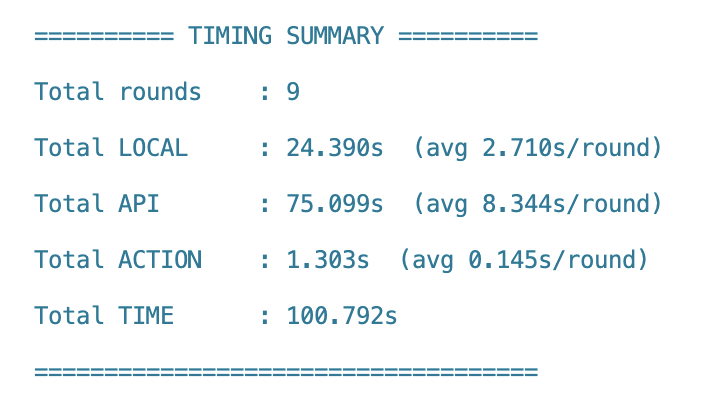 ========== TIMING SUMMARY ==========
Total rounds    : 9
Total LOCAL     : 24.390s  (avg 2.710s/round)
Total API       : 75.099s  (avg 8.344s/round)
Total ACTION    : 1.303s  (avg 0.145s/round)
Total TIME      : 100.792s
====================================